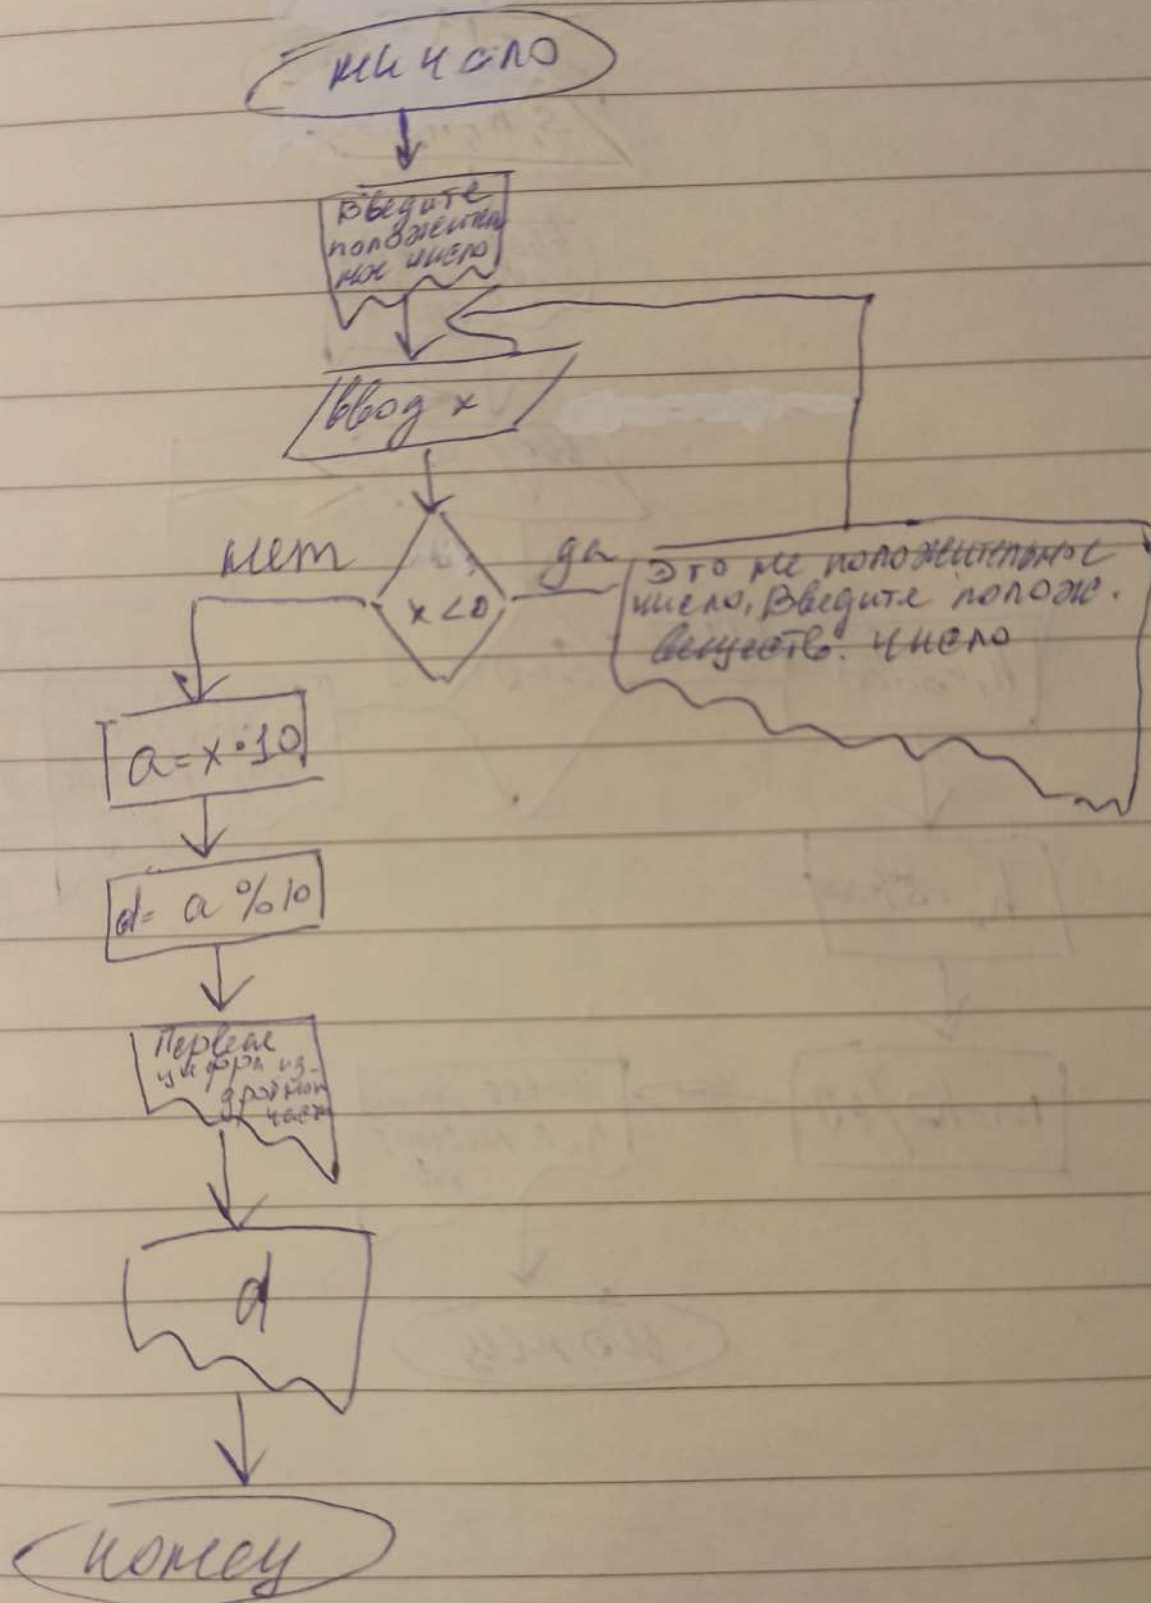 начало
Введите
положитель
ное число
ввод x
нет
да
x<0
Это не положительное
число. Введите полож.
веществ. число
a=x·10
d= a %10
Первая
цифра из
дробной
части
d
конец